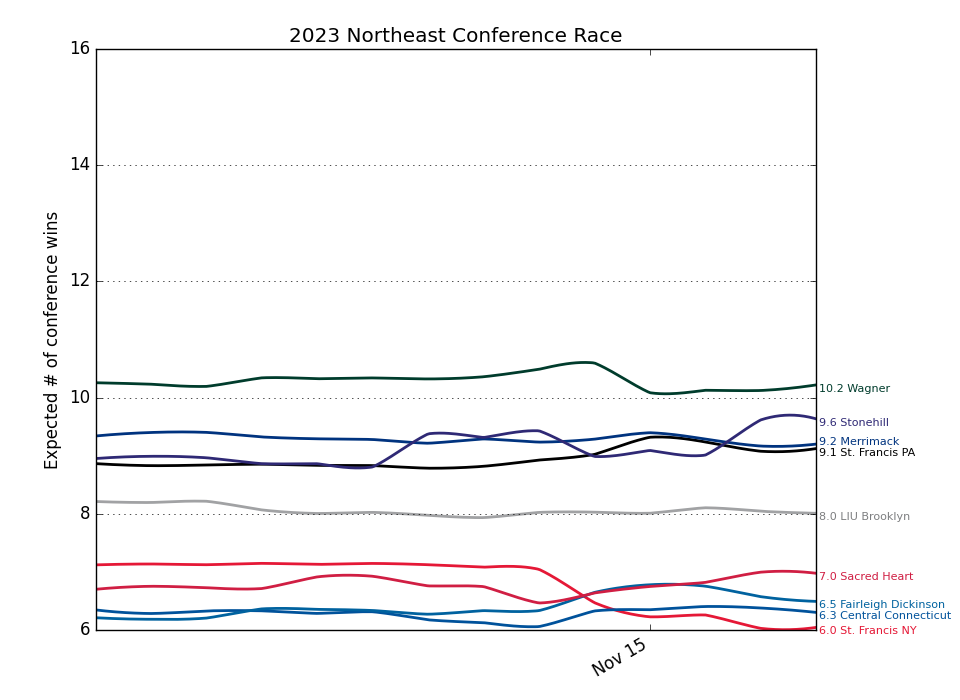 2023 Northeast Conference Race
Expected # of conference wins
16
14
12
10
8
6
Nov 15
10.2 Wagner
9.6 Stonehill
9.2 Merrimack
9.1 St. Francis PA
8.0 LIU Brooklyn
7.0 Sacred Heart
6.5 Fairleigh Dickinson
6.3 Central Connecticut
6.0 St. Francis NY